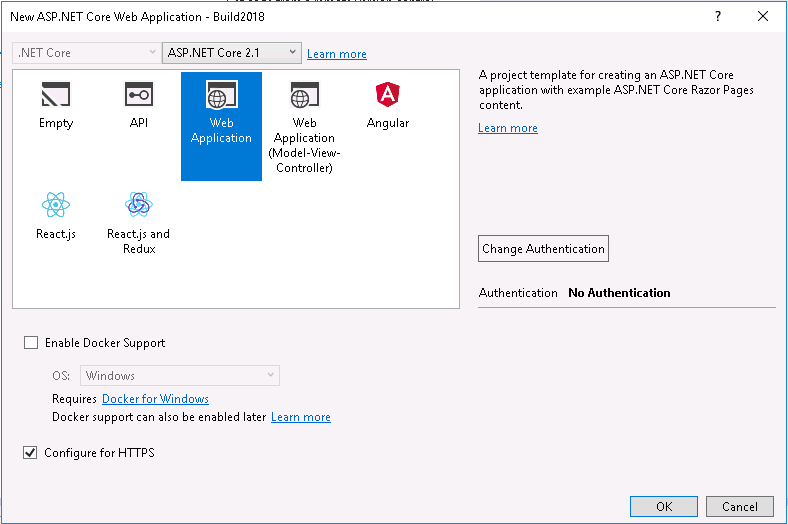 New ASP.NET Core Web Application - Build2018
?
.NET Core
ASP.NET Core 2.1
Learn more
Empty
API
Web
Application
Web
Application
(Model-View-
Controller)
Angular
React.js
React.js and
Redux
A project template for creating an ASP.NET Core
application with example ASP.NET Core Razor Pages
content.
Learn more
Change Authentication
Authentication No Authentication
Enable Docker Support
OS: Windows
Requires Docker for Windows
Docker support can also be enabled later Learn more
Configure for HTTPS
OK
Cancel